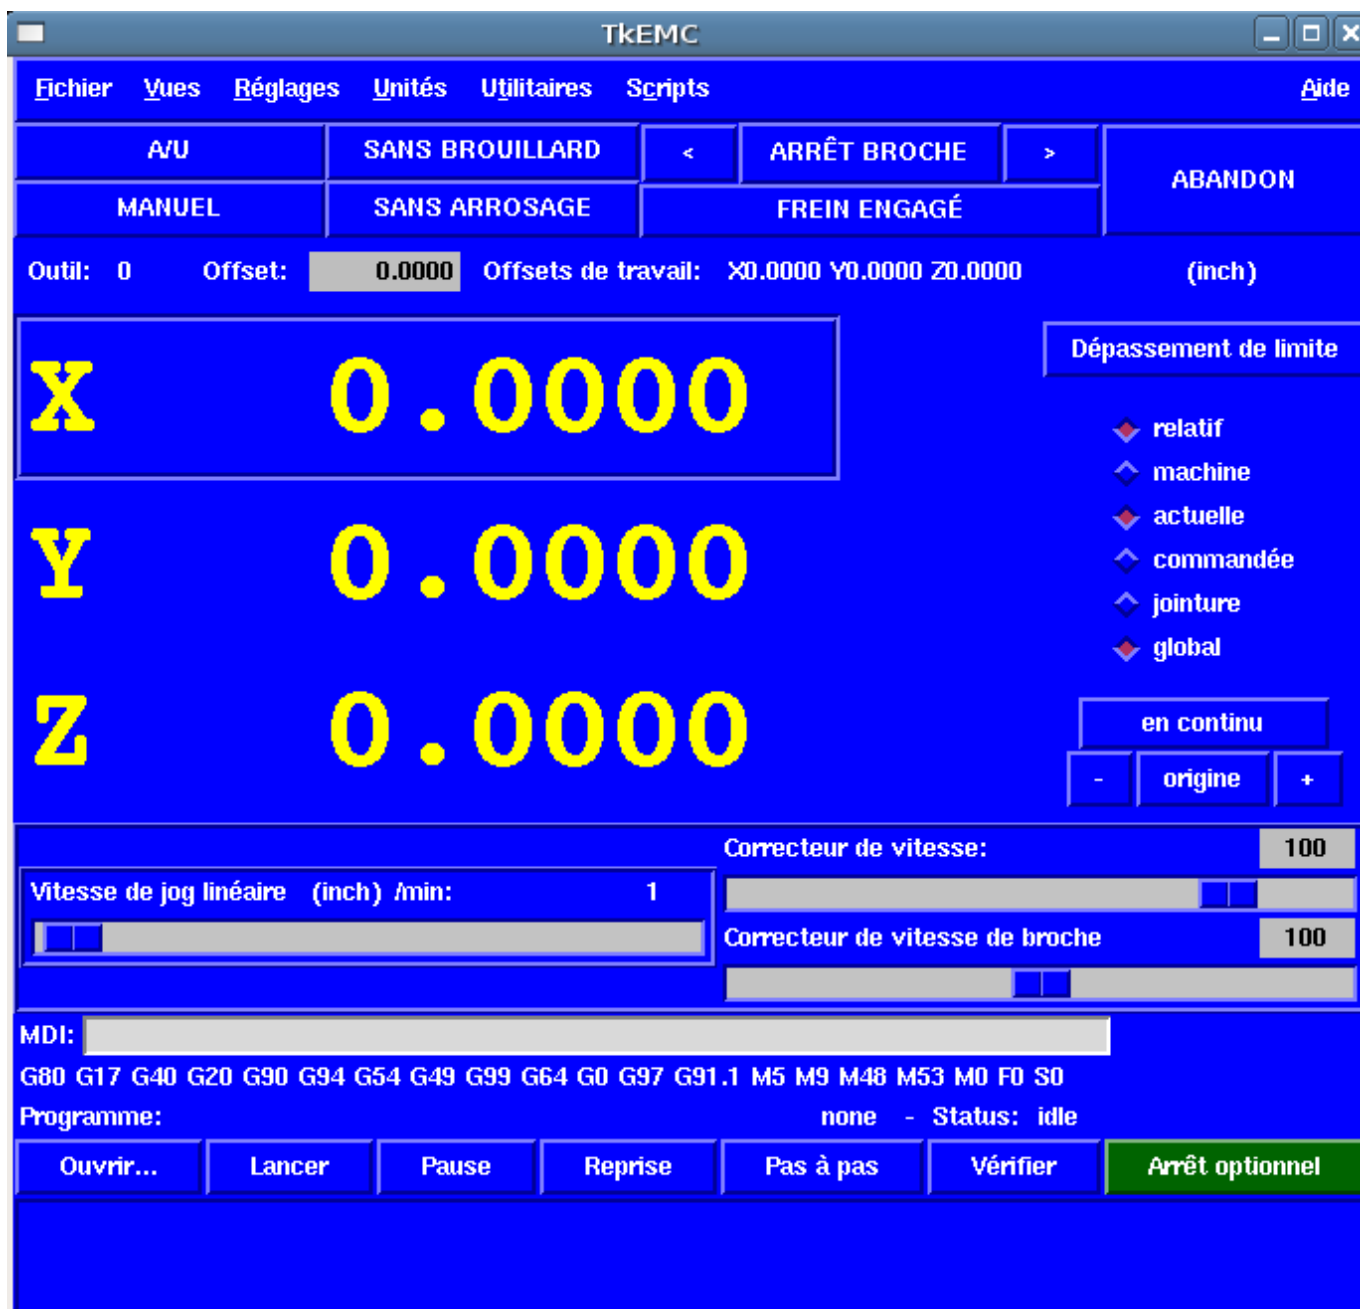 TkEMC
Fichier Vues Réglages Unités Utilitaires Scripts Aide
A/U SANS BROUILLARD < ARRÊT BROCHE > ABANDON
MANUEL SANS ARROSAGE FREIN ENGAGÉ
Outil: 0 Offset: 0.0000 Offsets de travail: X0.0000 Y0.0000 Z0.0000 (inch)
X 0.0000
Dépassement de limite
relatif
machine
actuelle
Y 0.0000
commandée
jointure
global
Z 0.0000
en continu
- origine +
Correcteur de vitesse: 100
Vitesse de jog linéaire (inch) /min: 1
Correcteur de vitesse de broche 100
MDI:
G80 G17 G40 G20 G90 G94 G54 G49 G99 G64 G0 G97 G91.1 M5 M9 M48 M53 M0 F0 S0
Programme: none - Status: idle
Ouvrir... Lancer Pause Reprise Pas à pas Vérifier Arrêt optionnel